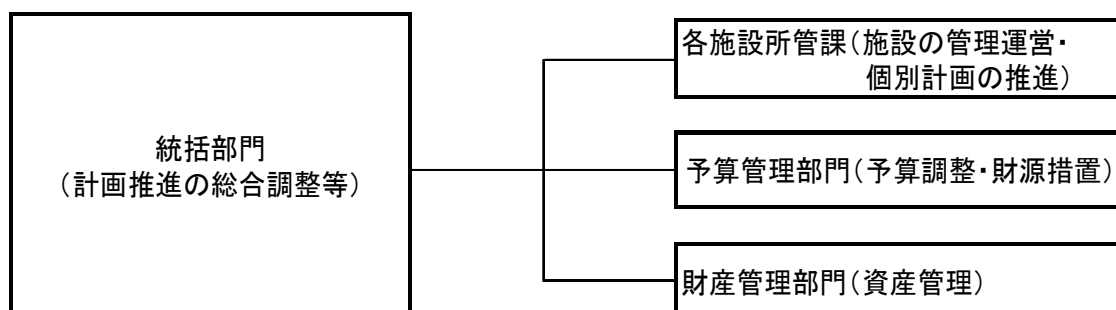 統括部門
（計画推進の総合調整等）
各施設所管課（施設の管理運営・
個別計画の推進）
予算管理部門（予算調整・財源措置）
財産管理部門（資産管理）